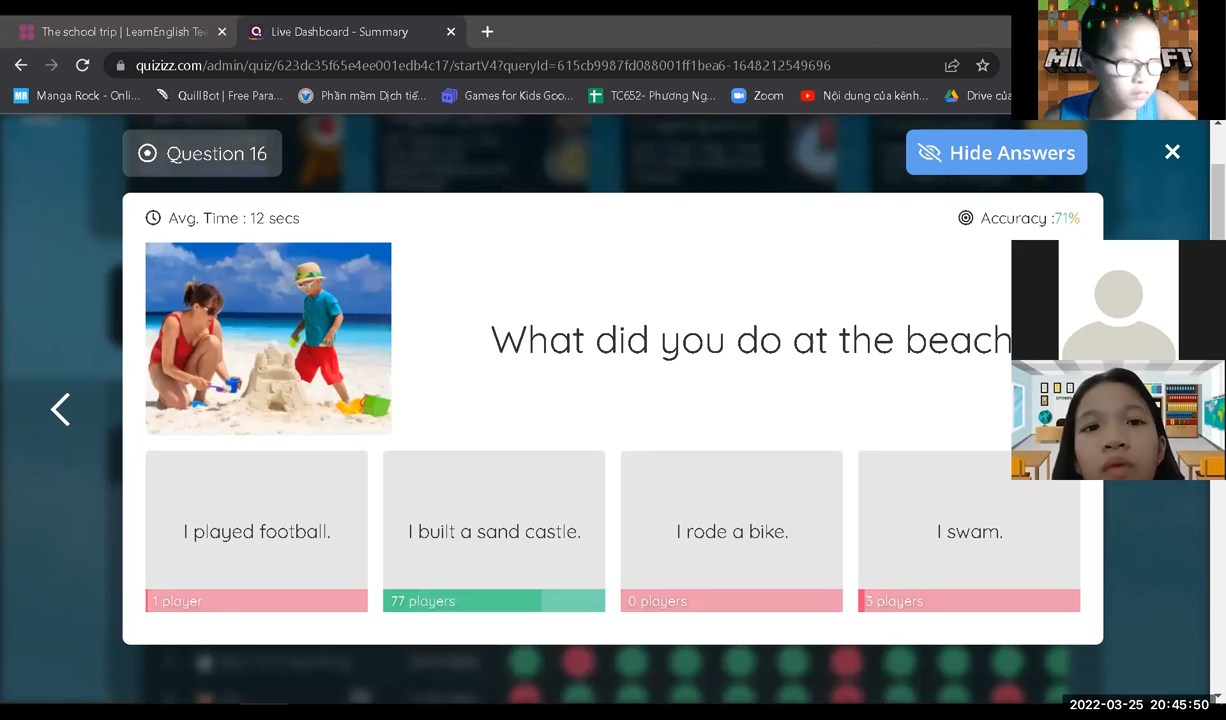 The school trip | LearnEnglish Tee
Live Dashboard - Summary
quizizz.com/admin/quiz/623dc35f65e4ee001edb4c17/startV4?queryId=615cb9987fd088001ff1bea6-1648212549696
Manga Rock - Onli...
QuillBot | Free Para...
Phần mềm Dịch tiế...
Games for Kids Goo...
TC652- Phương Ng...
Zoom
Nội dung của kênh...
Drive củа
Question 16
Hide Answers
Avg. Time : 12 secs
Accuracy :71%
What did you do at the beach
I played football.
I built a sand castle.
I rode a bike.
I swam.
1 player
77 players
0 players
3 players
2022-03-25 20:45:50